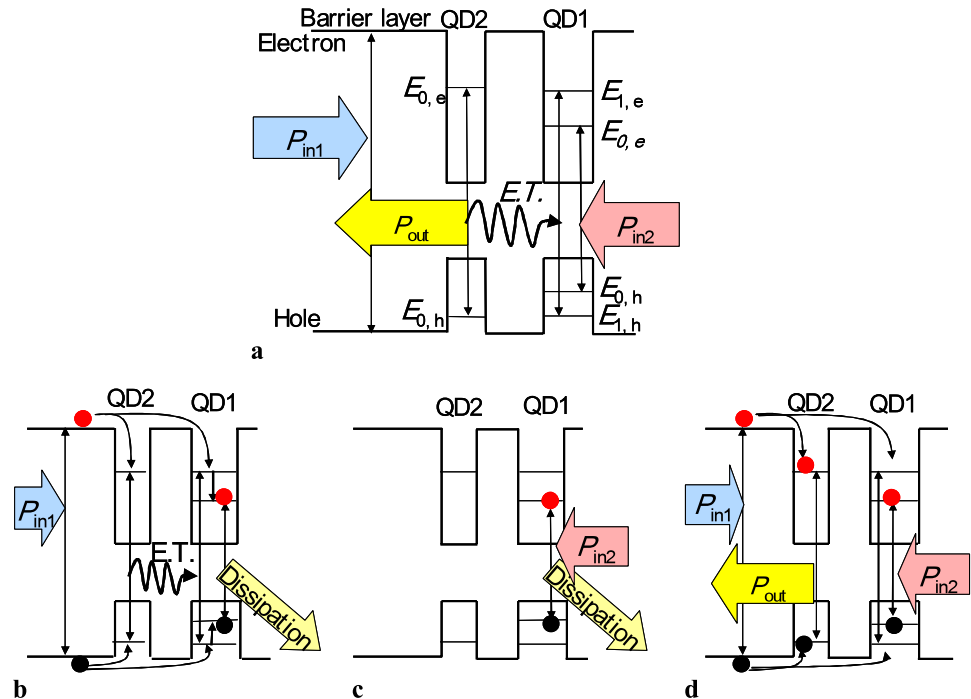 Barrier layer QD2 QD1
Electron
E0, e
E1, e
E0, e
Pin1
E.T.
Pout
Pin2
E0, h
E1, h
E0, h
Hole
a
QD2 QD1
Pin1
E.T.
Dissipation
b
QD2 QD1
Pin2
Dissipation
c
QD2 QD1
Pin1
Pout
Pin2
d